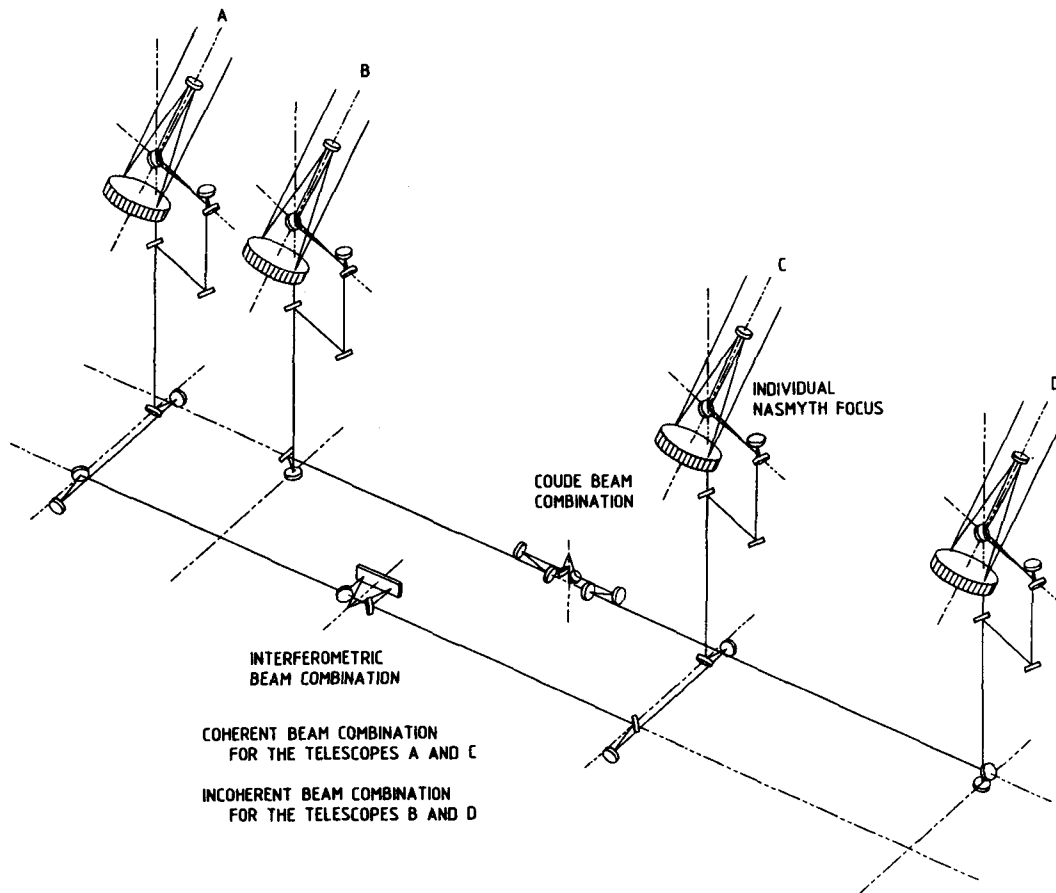 A
B
C
INDIVIDUAL
NASMYTH FOCUS
D
COUDE BEAM
COMBINATION
INTERFEROMETRIC
BEAM COMBINATION
COHERENT BEAM COMBINATION
FOR THE TELESCOPES A AND C
INCOHERENT BEAM COMBINATION
FOR THE TELESCOPES B AND D